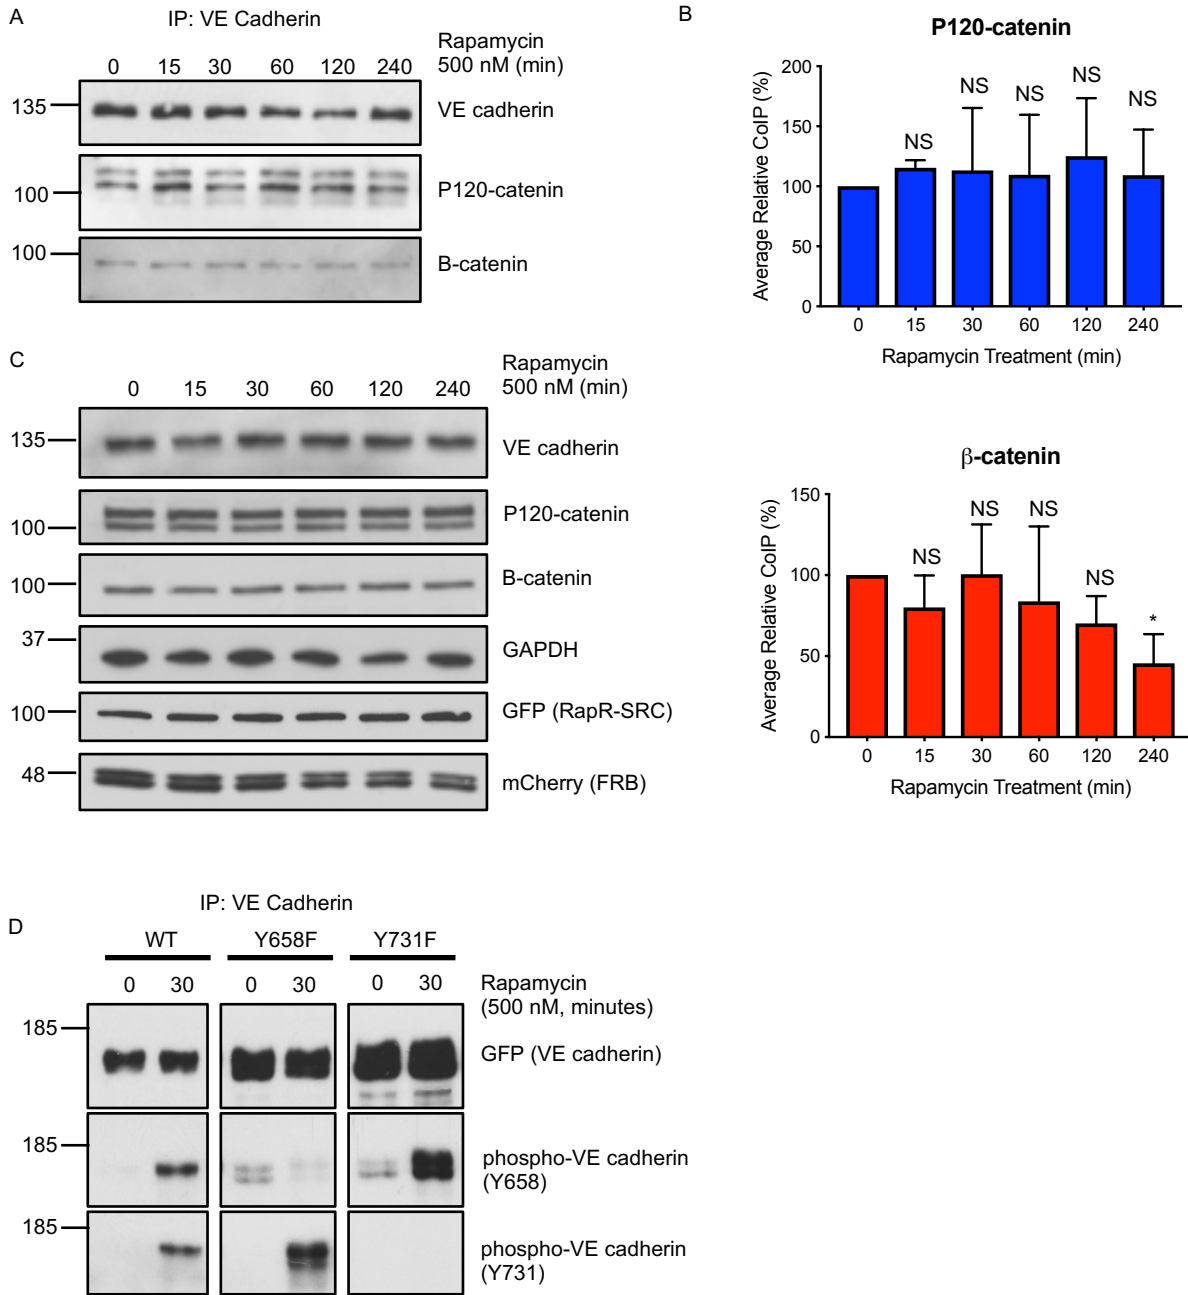 A
IP: VE Cadherin
Rapamycin
500 nM (min)
0 15 30 60 120 240
135
VE cadherin
100
P120-catenin
100
B-catenin
B
P120-catenin
Average Relative CoIP (%)
200
150
100
50
0
NS NS NS NS NS
0 15 30 60 120 240
Rapamycin Treatment (min)
β-catenin
Average Relative CoIP (%)
150
100
50
0
NS NS NS NS *
0 15 30 60 120 240
Rapamycin Treatment (min)
C
Rapamycin
500 nM (min)
0 15 30 60 120 240
135
VE cadherin
100
P120-catenin
100
B-catenin
37
GAPDH
100
GFP (RapR-SRC)
48
mCherry (FRB)
D
IP: VE Cadherin
WT Y658F Y731F
0 30 0 30 0 30
Rapamycin
(500 nM, minutes)
185
GFP (VE cadherin)
185
phospho-VE cadherin
(Y658)
185
phospho-VE cadherin
(Y731)